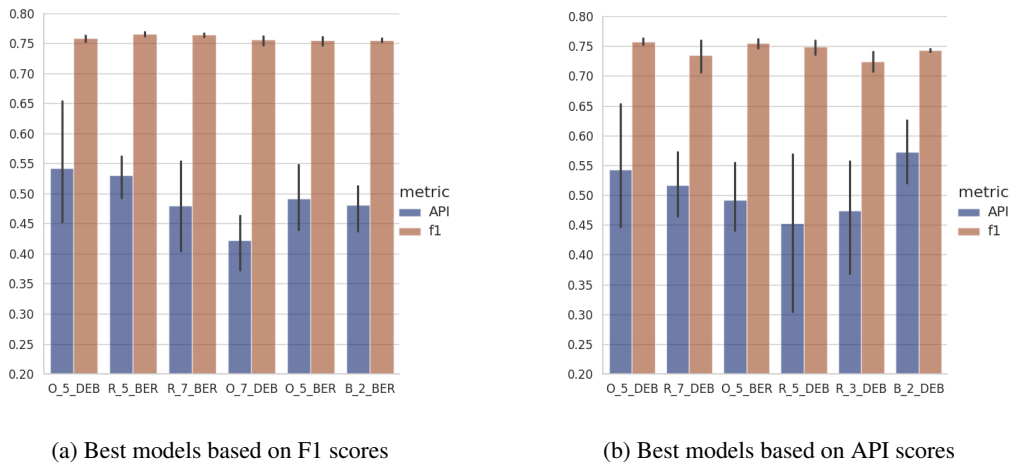 0.80
0.75
0.70
0.65
0.60
0.55
0.50
0.45
0.40
0.35
0.30
0.25
0.20
O_5_DEB R_5_BER R_7_BER O_7_DEB O_5_BER B_2_BER
metric
API
f1
(a) Best models based on F1 scores
0.80
0.75
0.70
0.65
0.60
0.55
0.50
0.45
0.40
0.35
0.30
0.25
0.20
O_5_DEB R_7_DEB O_5_BER R_5_DEB R_3_DEB B_2_DEB
metric
API
f1
(b) Best models based on API scores